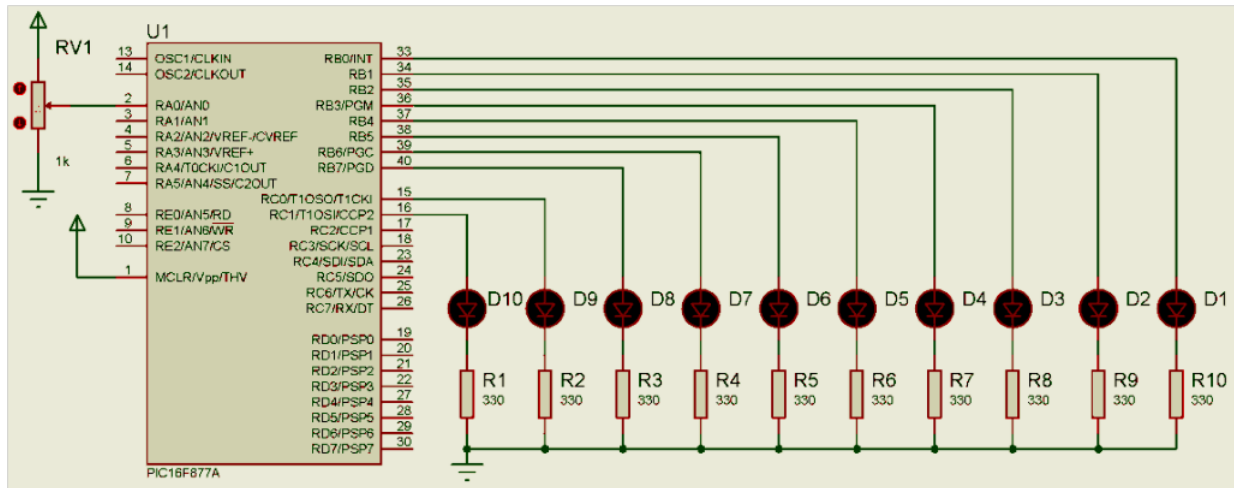 U1
RV1
1k
13 OSC1/CLKIN
14 OSC2/CLKOUT
2 RA0/AN0
3 RA1/AN1
4 RA2/AN2/VREF-/CVREF
5 RA3/AN3/VREF+
6 RA4/T0CKI/C1OUT
7 RA5/AN4/SS/C2OUT
8 RE0/AN5/RD
9 RE1/AN6/WR
10 RE2/AN7/CS
1 MCLR/Vpp/THV
RB0/INT 33
RB1 34
RB2 35
RB3/PGM 36
RB4 37
RB5 38
RB6/PGC 39
RB7/PGD 40
RC0/T1OSO/T1CKI 15
RC1/T1OSI/CCP2 16
RC2/CCP1 17
RC3/SCK/SCL 18
RC4/SDI/SDA 23
RC5/SDO 24
RC6/TX/CK 25
RC7/RX/DT 26
RD0/PSP0 19
RD1/PSP1 20
RD2/PSP2 21
RD3/PSP3 22
RD4/PSP4 27
RD5/PSP5 28
RD6/PSP6 29
RD7/PSP7 30
PIC16F877A
D10 D9 D8 D7 D6 D5 D4 D3 D2 D1
R1 R2 R3 R4 R5 R6 R7 R8 R9 R10
330 330 330 330 330 330 330 330 330 330